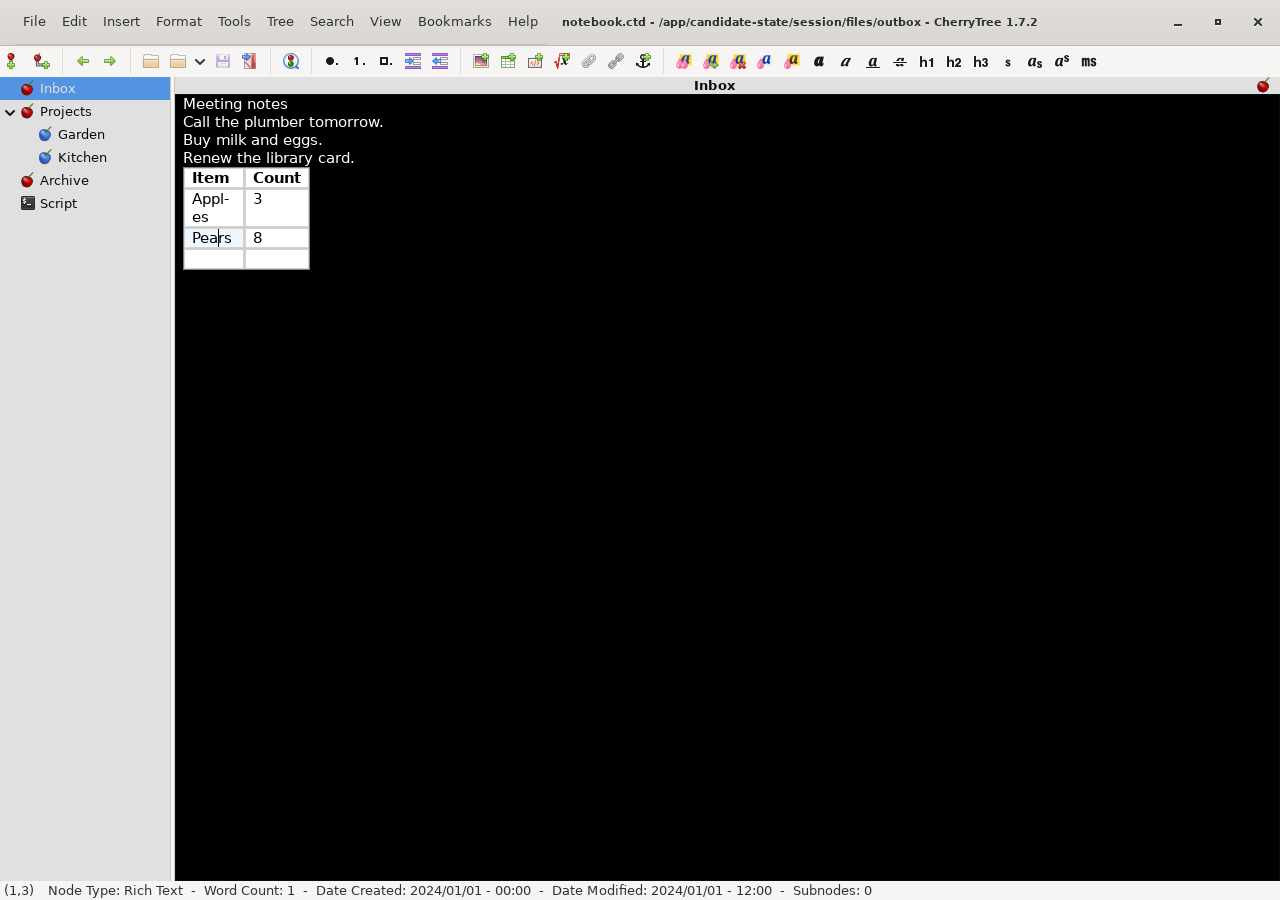 File Edit Insert Format Tools Tree Search View Bookmarks Help notebook.ctd - /app/candidate-state/session/files/outbox - CherryTree 1.7.2
1. a a a a a a a a a h1 h2 h3 s as as ms
Inbox
Projects
Garden
Kitchen
Archive
Script
Inbox
Meeting notes
Call the plumber tomorrow.
Buy milk and eggs.
Renew the library card.
Item Count
Appl- 3
es
Pears 8
(1,3) Node Type: Rich Text - Word Count: 1 - Date Created: 2024/01/01 - 00:00 - Date Modified: 2024/01/01 - 12:00 - Subnodes: 0